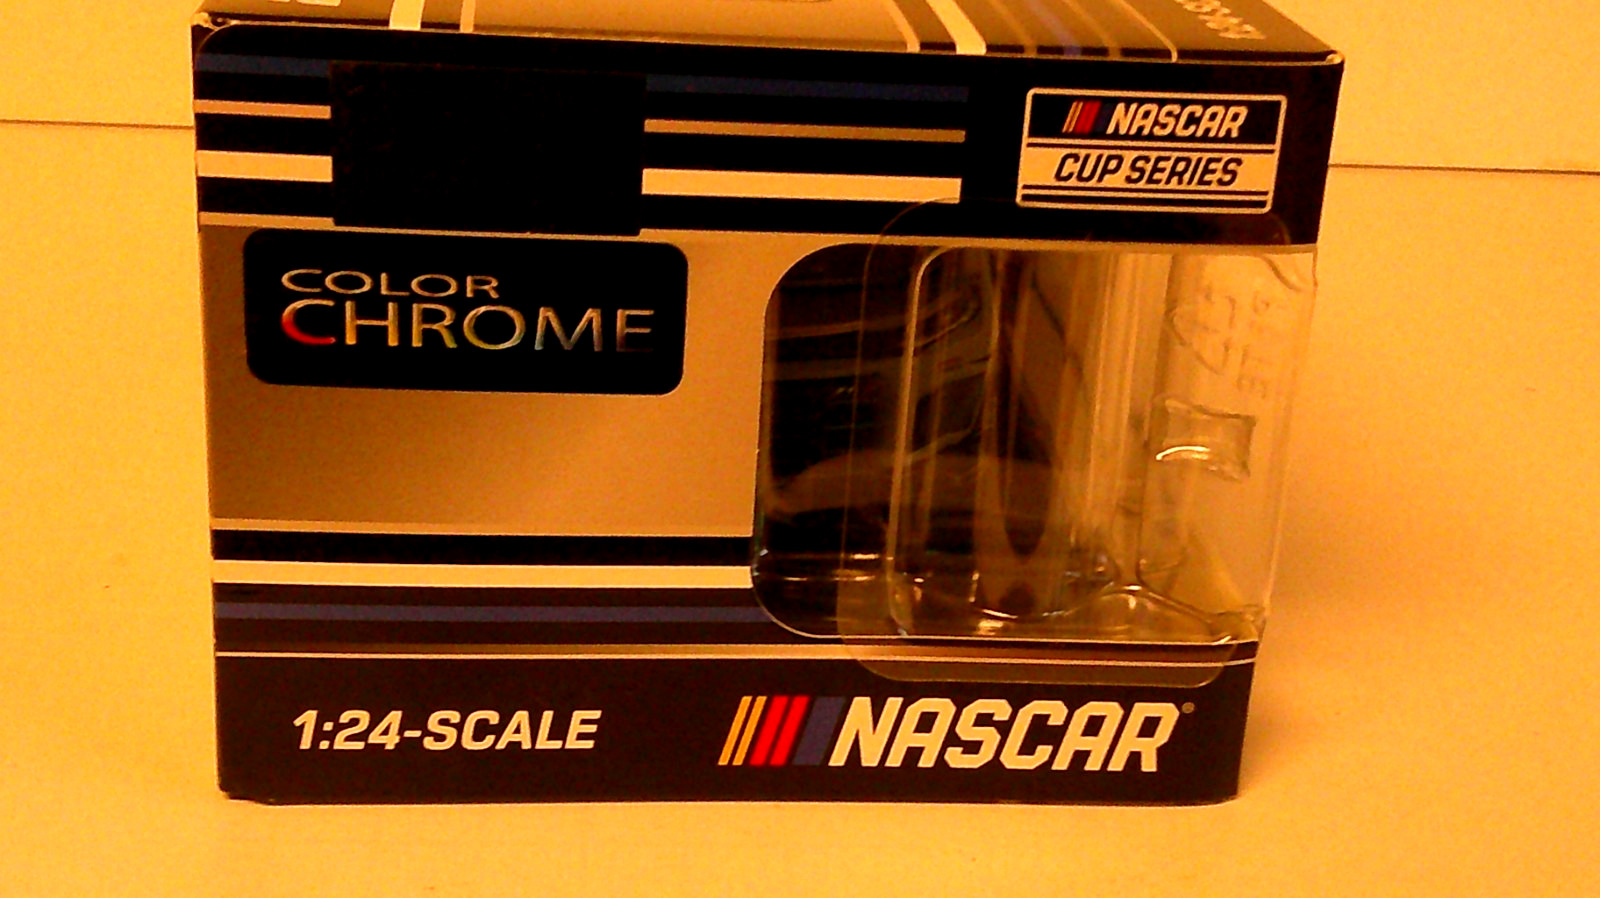 NASCAR
CUP SERIES
COLOR
CHROME
1:24-SCALE
NASCAR®